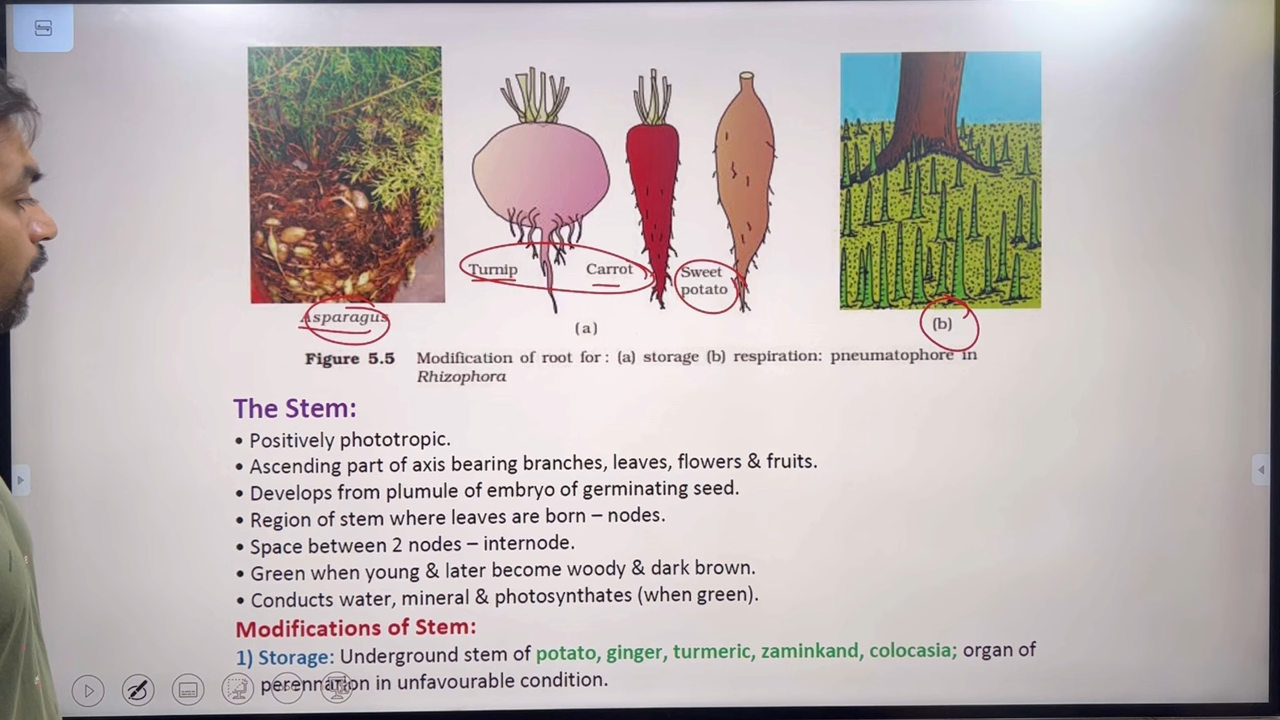 Asparagus
Turnip
Carrot
Sweet
potato
(a)
(b)
Figure 5.5 Modification of root for : (a) storage (b) respiration: pneumatophore in
Rhizophora
The Stem:
• Positively phototropic.
• Ascending part of axis bearing branches, leaves, flowers & fruits.
• Develops from plumule of embryo of germinating seed.
• Region of stem where leaves are born – nodes.
• Space between 2 nodes – internode.
• Green when young & later become woody & dark brown.
• Conducts water, mineral & photosynthates (when green).
Modifications of Stem:
1) Storage: Underground stem of potato, ginger, turmeric, zaminkand, colocasia; organ of
perennation in unfavourable condition.